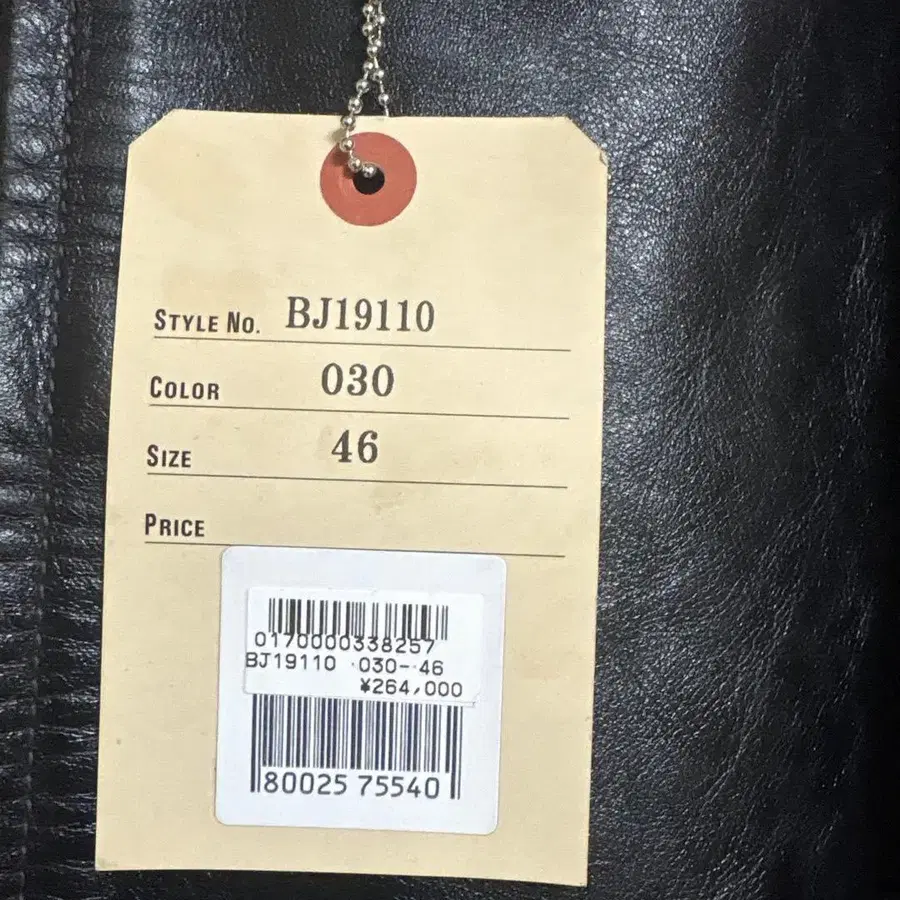 STYLE NO. BJ19110
COLOR 030
SIZE 46
PRICE
0170000338257
BJ19110 030-46
¥264,000
80025 75540